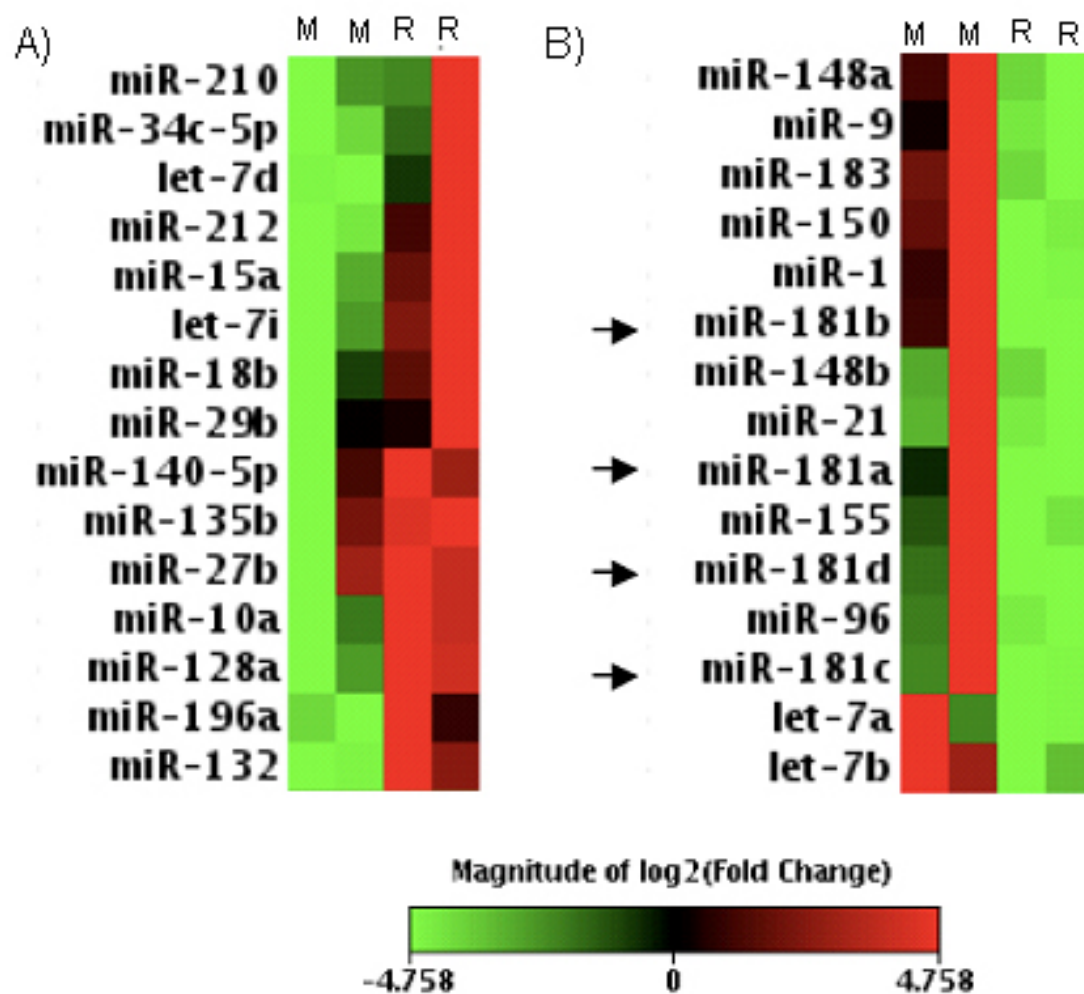 A)
M M R R
miR-210
miR-34c-5p
let-7d
miR-212
miR-15a
let-7i
miR-18b
miR-29b
miR-140-5p
miR-135b
miR-27b
miR-10a
miR-128a
miR-196a
miR-132
B)
M M R R
miR-148a
miR-9
miR-183
miR-150
miR-1
miR-181b
miR-148b
miR-21
miR-181a
miR-155
miR-181d
miR-96
miR-181c
let-7a
let-7b
Magnitude of log2(Fold Change)
-4.758 0 4.758